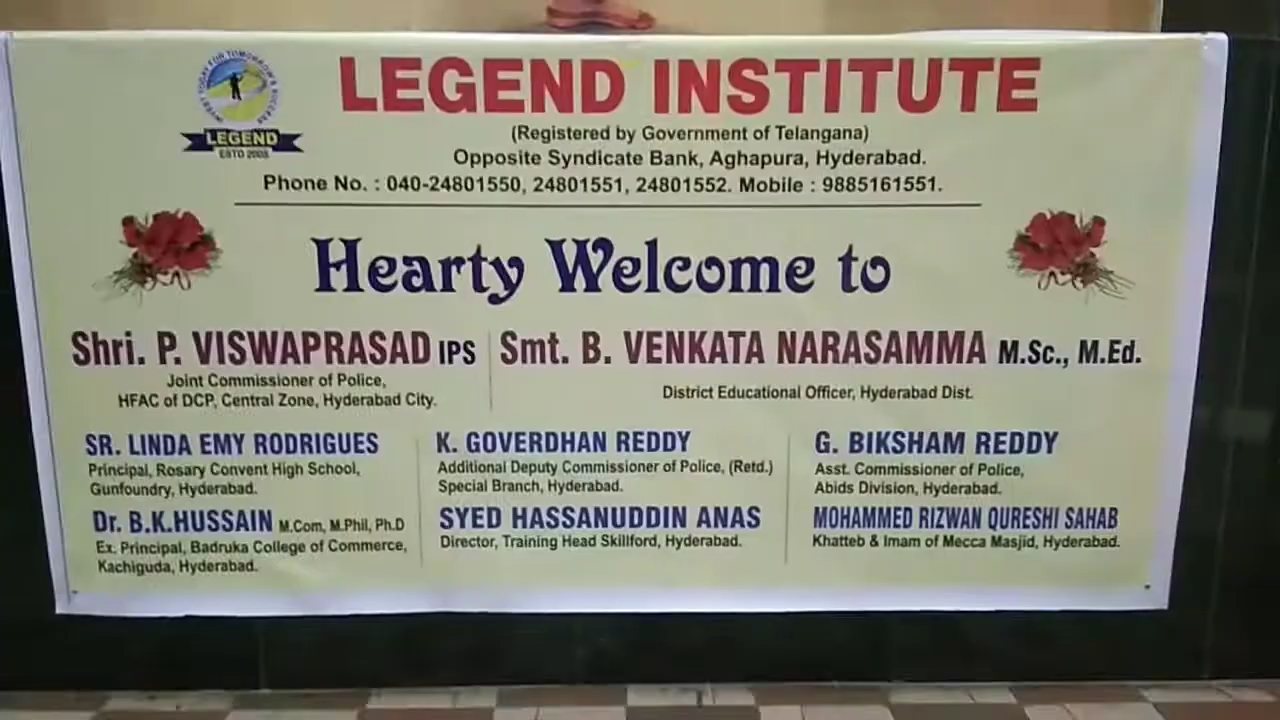 INVEST TODAY FOR TOMORROW'S SUCCESS
LEGEND
ESTD 2008
LEGEND INSTITUTE
(Registered by Government of Telangana)
Opposite Syndicate Bank, Aghapura, Hyderabad.
Phone No. : 040-24801550, 24801551, 24801552. Mobile : 9885161551.
Hearty Welcome to
Shri. P. VISWAPRASAD IPS
Joint Commissioner of Police,
HFAC of DCP, Central Zone, Hyderabad City.
Smt. B. VENKATA NARASAMMA M.Sc., M.Ed.
District Educational Officer, Hyderabad Dist.
SR. LINDA EMY RODRIGUES
Principal, Rosary Convent High School,
Gunfoundry, Hyderabad.
K. GOVERDHAN REDDY
Additional Deputy Commissioner of Police, (Retd.)
Special Branch, Hyderabad.
G. BIKSHAM REDDY
Asst. Commissioner of Police,
Abids Division, Hyderabad.
Dr. B.K.HUSSAIN M.Com, M.Phil, Ph.D
Ex. Principal, Badruka College of Commerce,
Kachiguda, Hyderabad.
SYED HASSANUDDIN ANAS
Director, Training Head Skillford, Hyderabad.
MOHAMMED RIZWAN QURESHI SAHAB
Khatteb & Imam of Mecca Masjid, Hyderabad.